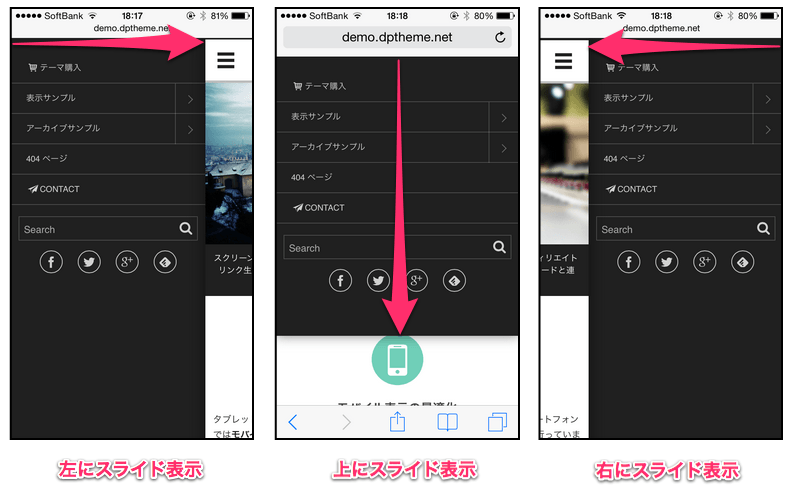 SoftBank 18:17 81%
demo.dptheme.ne
テーマ購入
表示サンプル
アーカイブサンプル
404 ページ
CONTACT
Search
スクリーン
リンク生
タブレッ
ではモバー
左にスライド表示
SoftBank 18:18 80%
demo.dptheme.net
テーマ購入
表示サンプル
アーカイブサンプル
404 ページ
CONTACT
Search
g+
モバイル表示の最適化
上にスライド表示
SoftBank 18:18 80%
demo.dptheme.net
テーマ購入
表示サンプル
アーカイブサンプル
404 ページ
CONTACT
Search
g+
ィリエイト
ードと連
ートフォン
行っていま
右にスライド表示